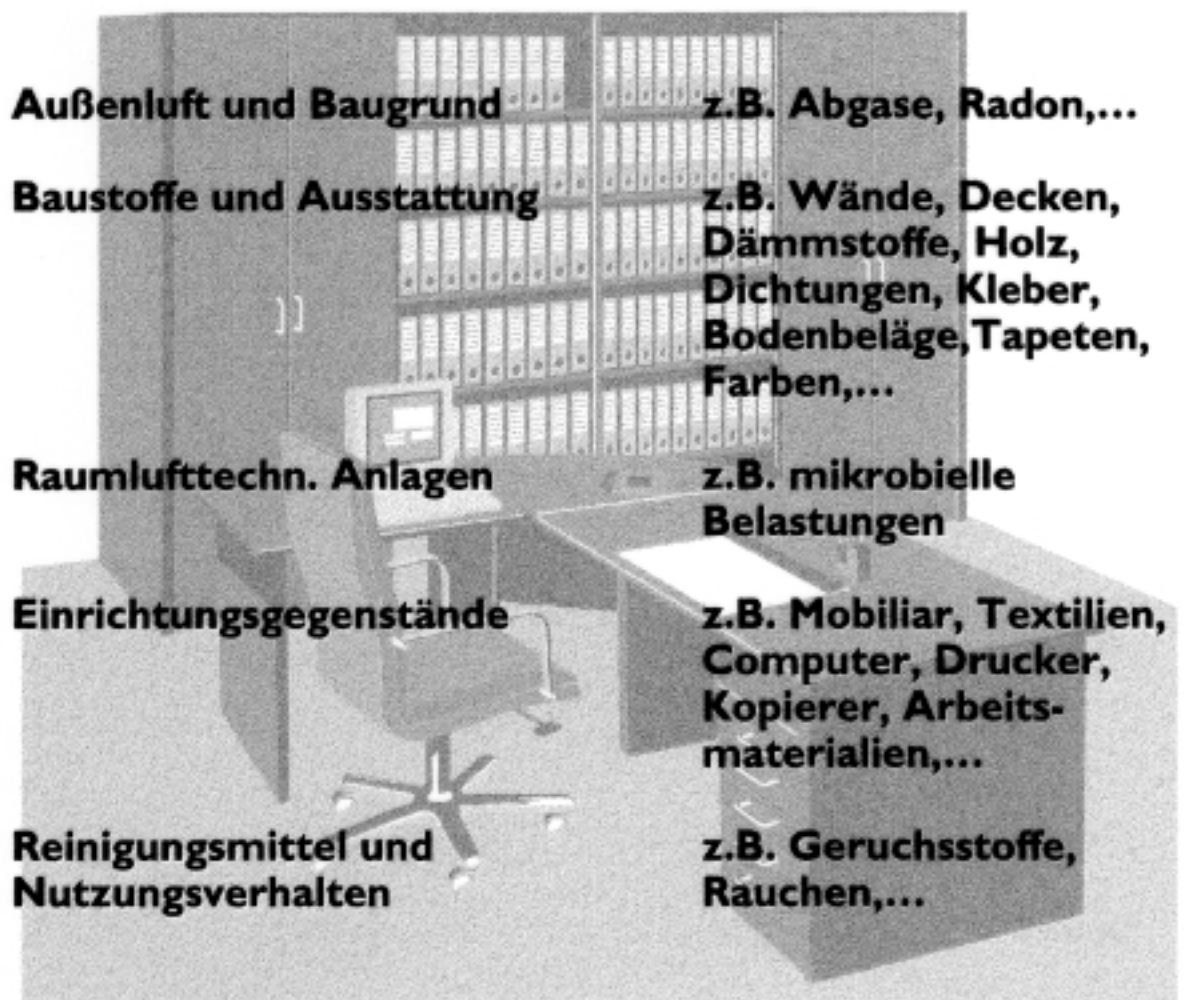 Außenluft und Baugrund z.B. Abgase, Radon,...
Baustoffe und Ausstattung z.B. Wände, Decken,
Dämmstoffe, Holz,
Dichtungen, Kleber,
Bodenbeläge,Tapeten,
Farben,...
Raumlufttechn. Anlagen z.B. mikrobielle
Belastungen
Einrichtungsgegenstände z.B. Mobiliar, Textilien,
Computer, Drucker,
Kopierer, Arbeits-
materialien,...
Reinigungsmittel und z.B. Geruchsstoffe,
Nutzungsverhalten Rauchen,...